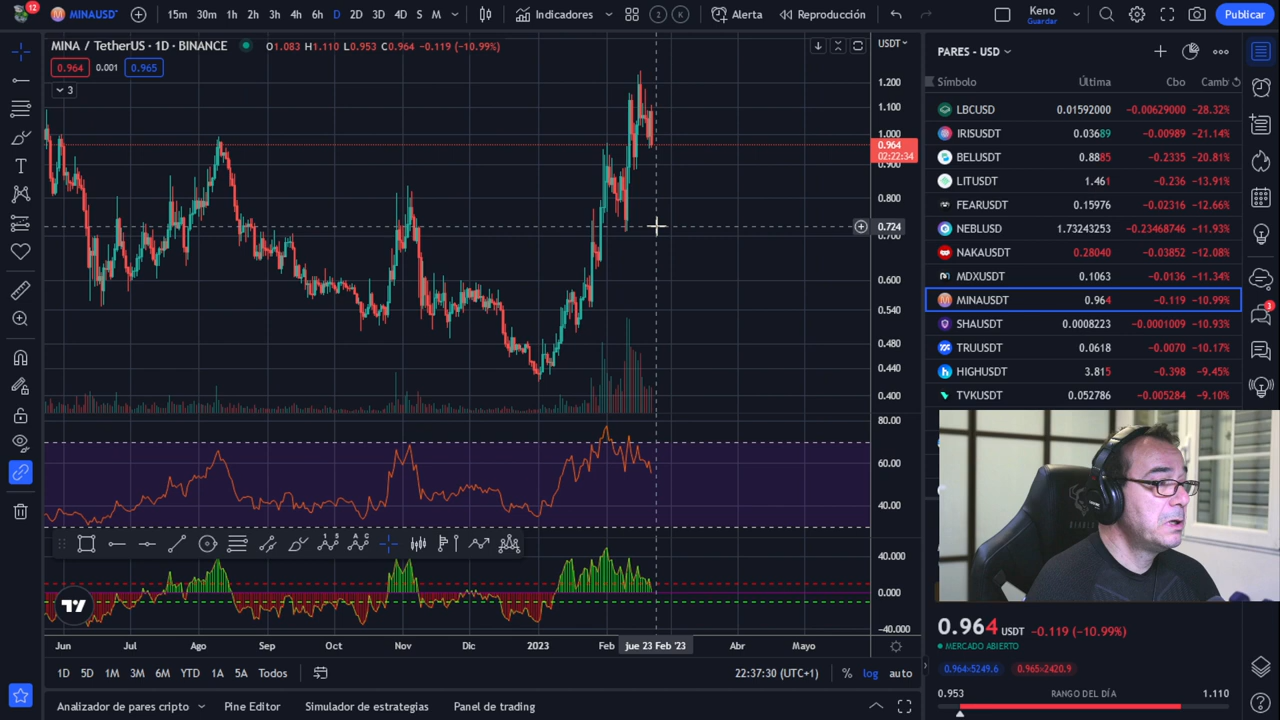 12
MINAUSD
15m 30m 1h 2h 3h 4h 6h D 2D 3D 4D S M
Indicadores
2 K
Alerta
Reproducción
Keno
Guardar
Publicar
MINA / TetherUS · 1D · BINANCE
O1.083 H1.110 L0.953 C0.964 −0.119 (−10.99%)
0.964 0.001 0.965
3
USDT
1.200
1.100
1.000
0.964
02:22:34
0.900
0.800
0.724
0.700
0.600
0.540
0.480
0.440
0.400
80.00
60.00
40.00
40.000
0.000
−40.000
Jun Jul Ago Sep Oct Nov Dic 2023 Feb jue 23 Feb '23 Abr Mayo
1D 5D 1M 3M 6M YTD 1A 5A Todos
22:37:30 (UTC+1)
% log auto
Analizador de pares cripto
Pine Editor
Simulador de estrategias
Panel de trading
PARES - USD
Símbolo Última Cbo Camb
LBCUSD 0.01592000 −0.00629000 −28.32%
IRISUSDT 0.03689 −0.00989 −21.14%
BELUSDT 0.8885 −0.2335 −20.81%
LITUSDT 1.461 −0.236 −13.91%
FEARUSDT 0.15976 −0.02316 −12.66%
NEBLUSD 1.73243253 −0.23468746 −11.93%
NAKAUSDT 0.28040 −0.03852 −12.08%
MDXUSDT 0.1063 −0.0136 −11.34%
MINAUSDT 0.964 −0.119 −10.99%
SHAUSDT 0.0008223 −0.0001009 −10.93%
TRUUSDT 0.0618 −0.0070 −10.17%
HIGHUSDT 3.815 −0.398 −9.45%
TVKUSDT 0.052786 −0.005284 −9.10%
3
0.964 USDT −0.119 (−10.99%)
MERCADO ABIERTO
0.964×5249.6 0.965×2420.9
0.953 RANGO DEL DÍA 1.110